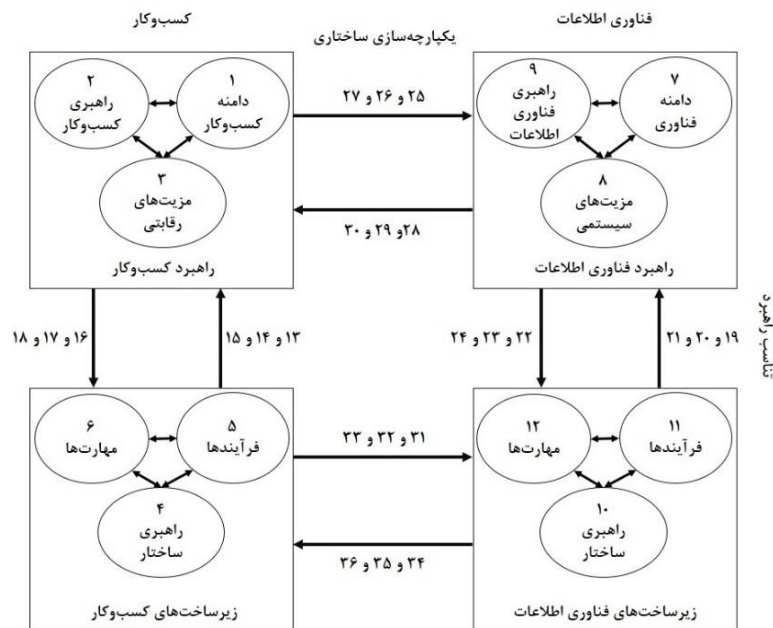 کسب‌وکار
فناوری اطلاعات
یکپارچه‌سازی ساختاری
۱
دامنه
کسب‌وکار
۲
راهبری
کسب‌وکار
۳
مزیت‌های
رقابتی
راهبرد کسب‌وکار
۲۵ و ۲۶ و ۲۷
۲۸و ۲۹ و ۳۰
۷
دامنه
فناوری
۹
راهبری
فناوری
اطلاعات
۸
مزیت‌های
سیستمی
راهبرد فناوری اطلاعات
تناسب راهبرد
۱۶ و ۱۷ و ۱۸
۱۳ و ۱۴ و ۱۵
۲۲ و ۲۳ و ۲۴
۱۹ و ۲۰ و ۲۱
۵
فرآیندها
۶
مهارت‌ها
۴
راهبری
ساختار
زیرساخت‌های کسب‌وکار
۳۱ و ۳۲ و ۳۳
۳۴ و ۳۵ و ۳۶
۱۱
فرآیندها
۱۲
مهارت‌ها
۱۰
راهبری
ساختار
زیرساخت‌های فناوری اطلاعات